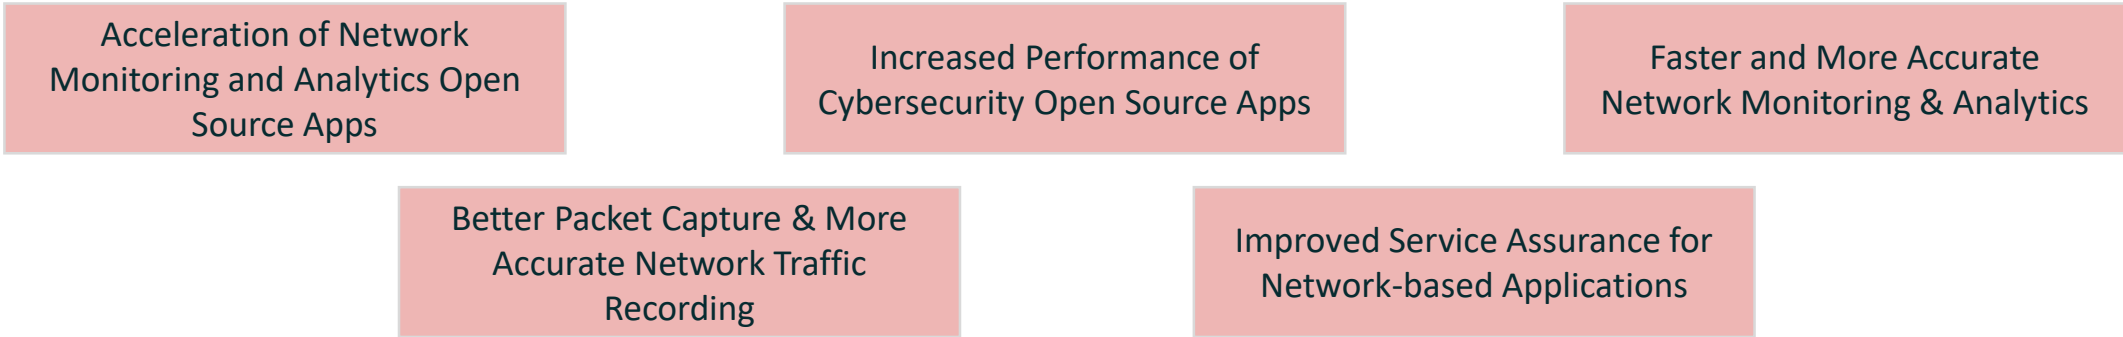 Acceleration of Network
Monitoring and Analytics Open
Source Apps
Increased Performance of
Cybersecurity Open Source Apps
Faster and More Accurate
Network Monitoring & Analytics
Better Packet Capture & More
Accurate Network Traffic
Recording
Improved Service Assurance for
Network-based Applications